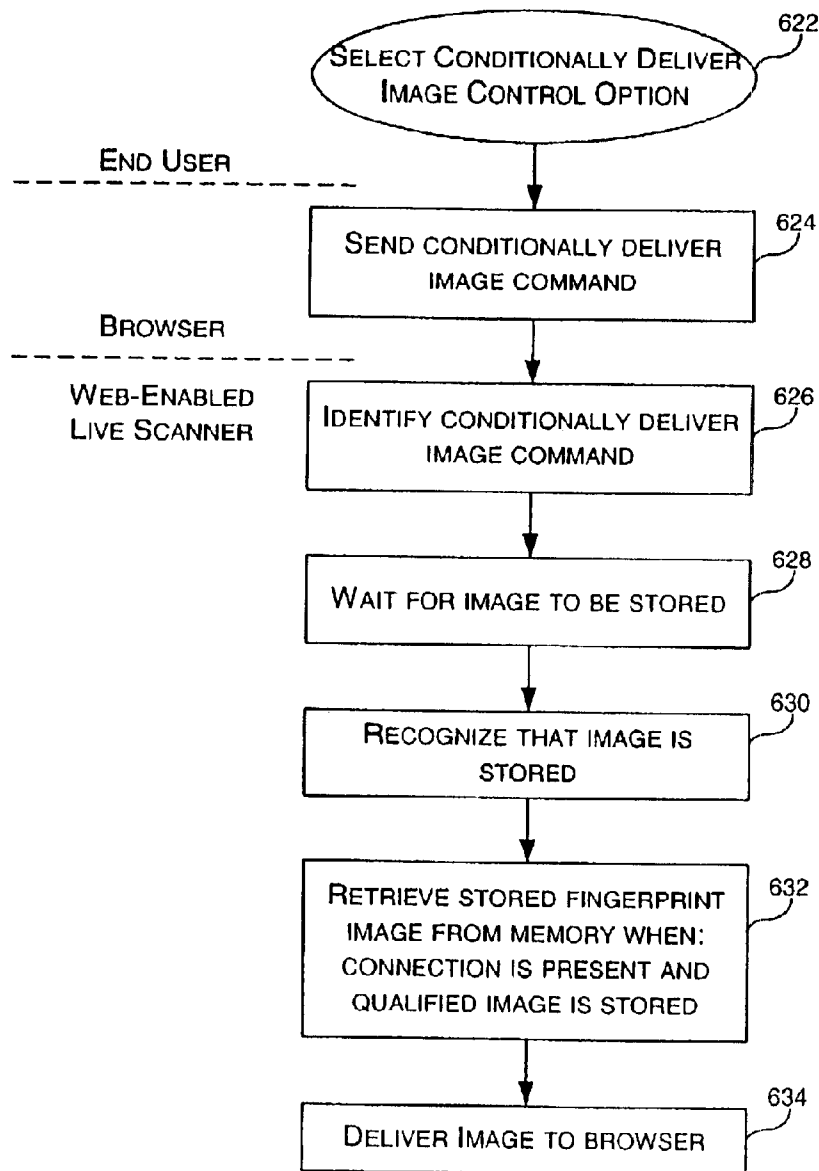 622
SELECT CONDITIONALLY DELIVER
IMAGE CONTROL OPTION
END USER
624
SEND CONDITIONALLY DELIVER
IMAGE COMMAND
BROWSER
WEB-ENABLED
LIVE SCANNER
626
IDENTIFY CONDITIONALLY DELIVER
IMAGE COMMAND
628
WAIT FOR IMAGE TO BE STORED
630
RECOGNIZE THAT IMAGE IS
STORED
632
RETRIEVE STORED FINGERPRINT
IMAGE FROM MEMORY WHEN:
CONNECTION IS PRESENT AND
QUALIFIED IMAGE IS STORED
634
DELIVER IMAGE TO BROWSER